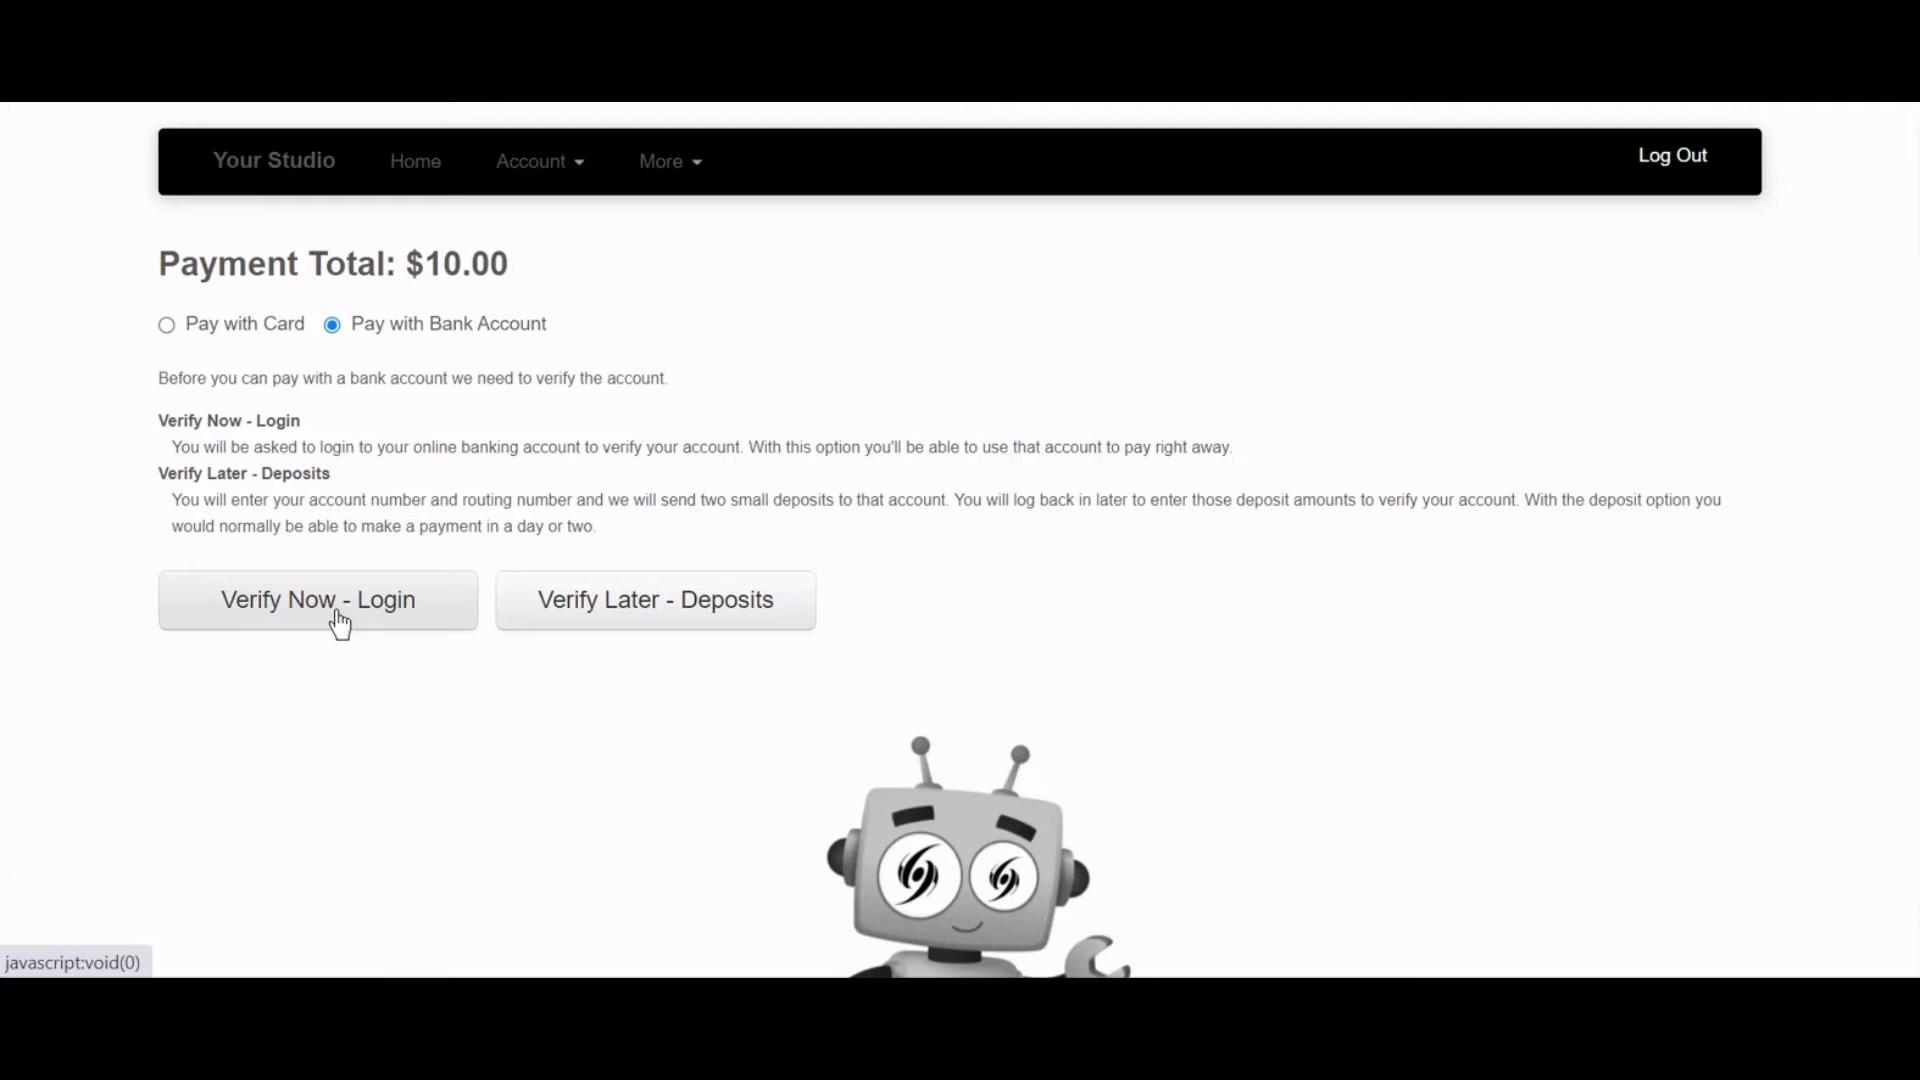 Your Studio Home Account More Log Out
Payment Total: $10.00
Pay with Card Pay with Bank Account
Before you can pay with a bank account we need to verify the account.
Verify Now - Login
You will be asked to login to your online banking account to verify your account. With this option you'll be able to use that account to pay right away.
Verify Later - Deposits
You will enter your account number and routing number and we will send two small deposits to that account. You will log back in later to enter those deposit amounts to verify your account. With the deposit option you
would normally be able to make a payment in a day or two.
Verify Now - Login Verify Later - Deposits
javascript:void(0)